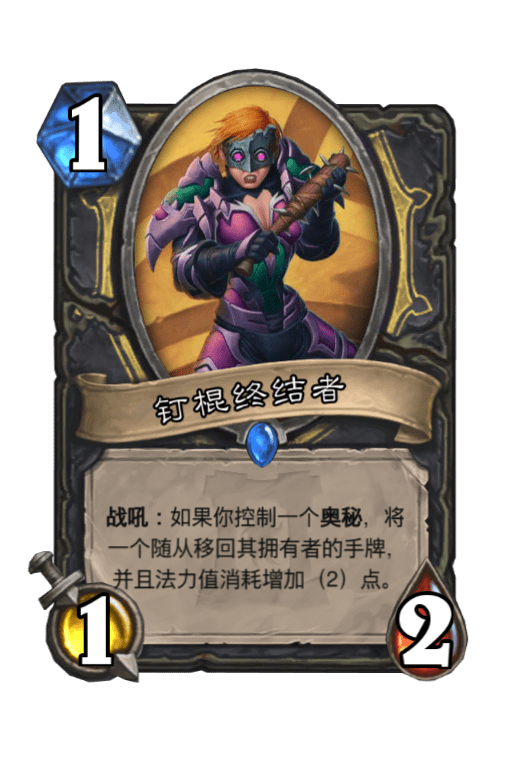 1
钉棍终结者
战吼：如果你控制一个奥秘，将
一个随从移回其拥有者的手牌，
并且法力值消耗增加（2）点。
1
2